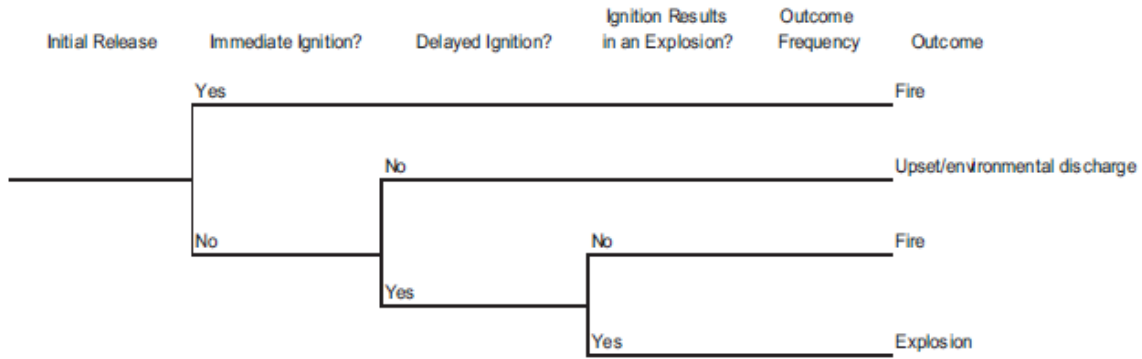 Initial Release
Immediate Ignition?
Delayed Ignition?
Ignition Results
in an Explosion?
Outcome
Frequency
Outcome
Yes
Fire
No
Upset/environmental discharge
No
No
Fire
Yes
Yes
Explosion